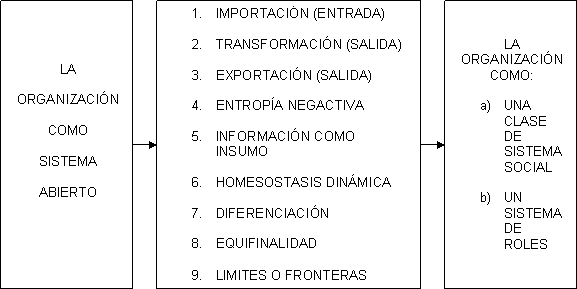 LA
ORGANIZACIÓN
COMO
SISTEMA
ABIERTO
1. IMPORTACIÓN (ENTRADA)
2. TRANSFORMACIÓN (SALIDA)
3. EXPORTACIÓN (SALIDA)
4. ENTROPÍA NEGACTIVA
5. INFORMACIÓN COMO
INSUMO
6. HOMESOSTASIS DINÁMICA
7. DIFERENCIACIÓN
8. EQUIFINALIDAD
9. LIMITES O FRONTERAS
LA
ORGANIZACIÓN
COMO:
a) UNA
CLASE
DE
SISTEMA
SOCIAL
b) UN
SISTEMA
DE
ROLES